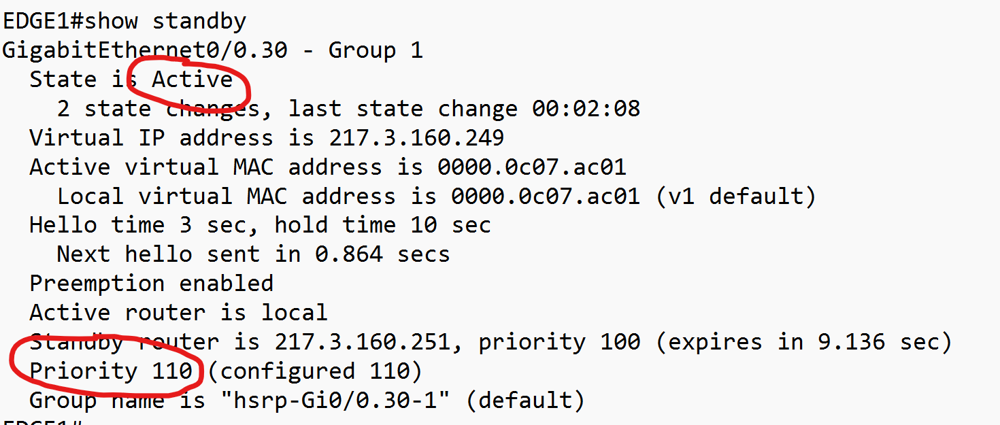 EDGE1#show standby
GigabitEthernet0/0.30 - Group 1
State is Active
2 state changes, last state change 00:02:08
Virtual IP address is 217.3.160.249
Active virtual MAC address is 0000.0c07.ac01
Local virtual MAC address is 0000.0c07.ac01 (v1 default)
Hello time 3 sec, hold time 10 sec
Next hello sent in 0.864 secs
Preemption enabled
Active router is local
Standby router is 217.3.160.251, priority 100 (expires in 9.136 sec)
Priority 110 (configured 110)
Group name is "hsrp-Gi0/0.30-1" (default)
EDGE1#